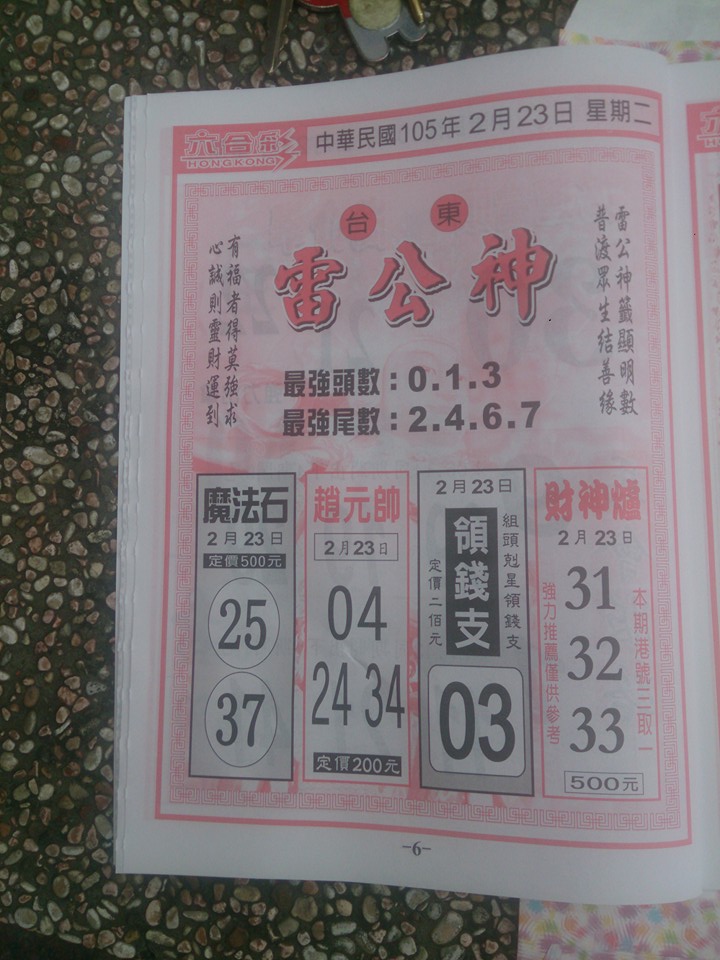 六合彩
HONGKONG
中華民國105年2月23日 星期二
台東
雷公神
雷公神籤顯明數
普渡眾生結善緣
有福者得莫強求
心誠則靈財運到
最強頭數：0.1.3
最強尾數：2.4.6.7
魔法石
2月23日
定價500元
25
37
趙元帥
2月23日
04
24 34
定價200元
2月23日
組頭剋星領錢支
領錢支
定價二佰元
03
財神爐
2月23日
本期港號三取一
31
32
33
強力推薦僅供參考
500元
-6-